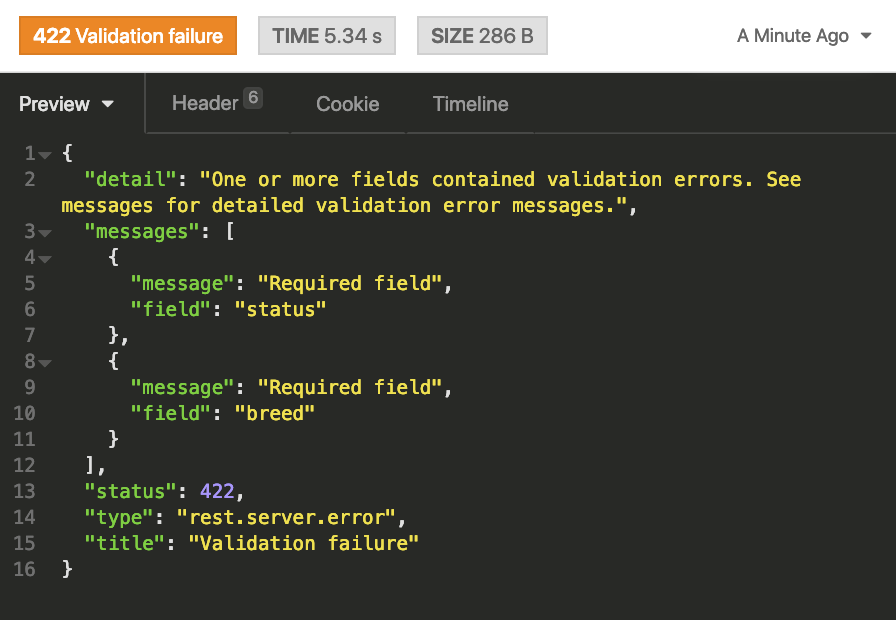 422 Validation failure TIME 5.34 s SIZE 286 B A Minute Ago
Preview Header 6 Cookie Timeline
1 {
2 "detail": "One or more fields contained validation errors. See
messages for detailed validation error messages.",
3 "messages": [
4 {
5 "message": "Required field",
6 "field": "status"
7 },
8 {
9 "message": "Required field",
10 "field": "breed"
11 }
12 ],
13 "status": 422,
14 "type": "rest.server.error",
15 "title": "Validation failure"
16 }